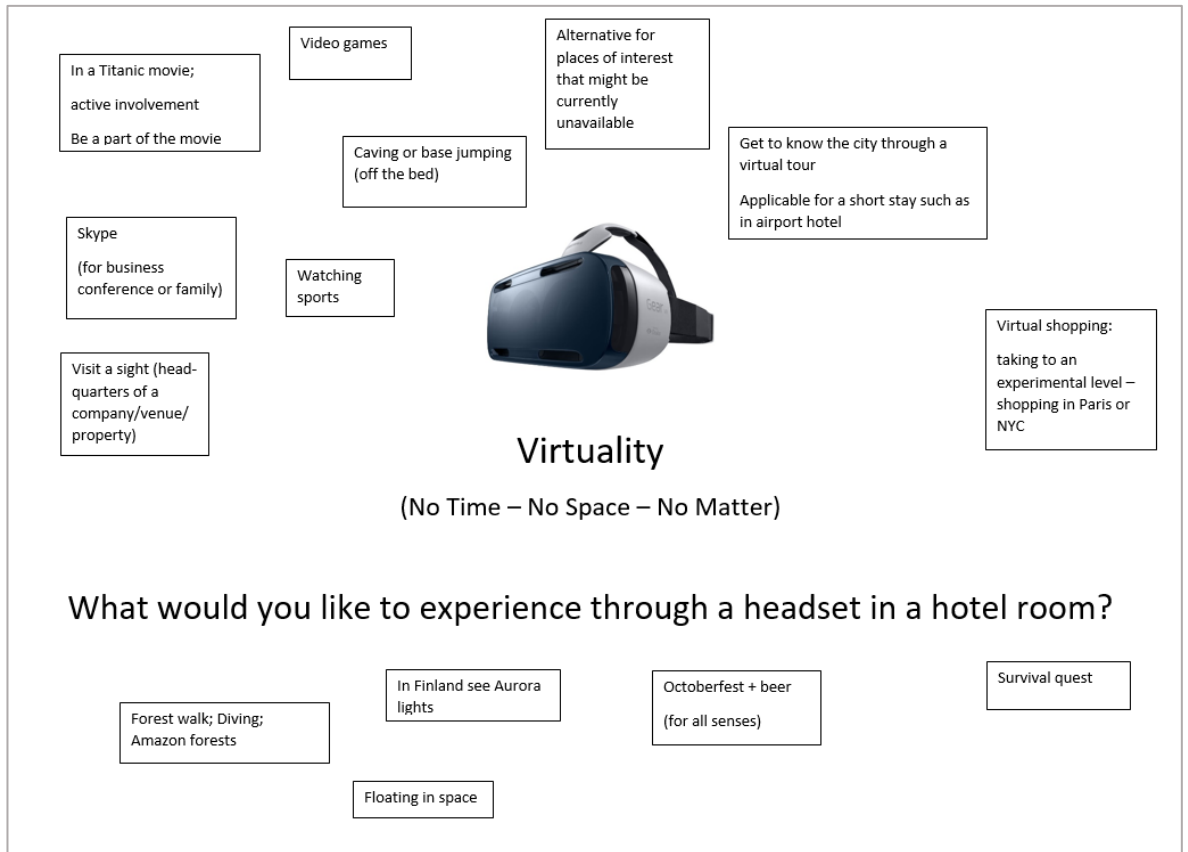 Video games
Alternative for
places of interest
that might be
currently
unavailable
In a Titanic movie;
active involvement
Be a part of the movie
Caving or base jumping
(off the bed)
Get to know the city through a
virtual tour
Applicable for a short stay such as
in airport hotel
Skype
(for business
conference or family)
Watching
sports
Gear
Virtual shopping:
taking to an
experimental level –
shopping in Paris or
NYC
Visit a sight (head-
quarters of a
company/venue/
property)
Virtuality
(No Time – No Space – No Matter)
What would you like to experience through a headset in a hotel room?
In Finland see Aurora
lights
Octoberfest + beer
(for all senses)
Survival quest
Forest walk; Diving;
Amazon forests
Floating in space